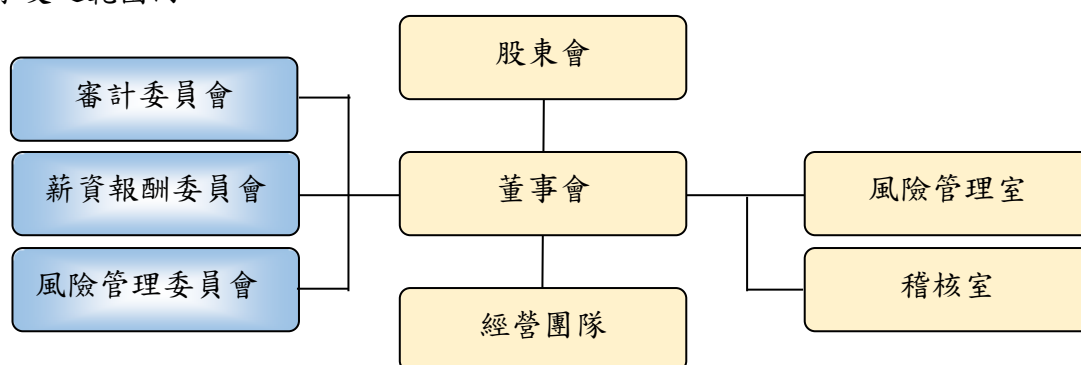 股東會
審計委員會
薪資報酬委員會
董事會
風險管理室
風險管理委員會
稽核室
經營團隊